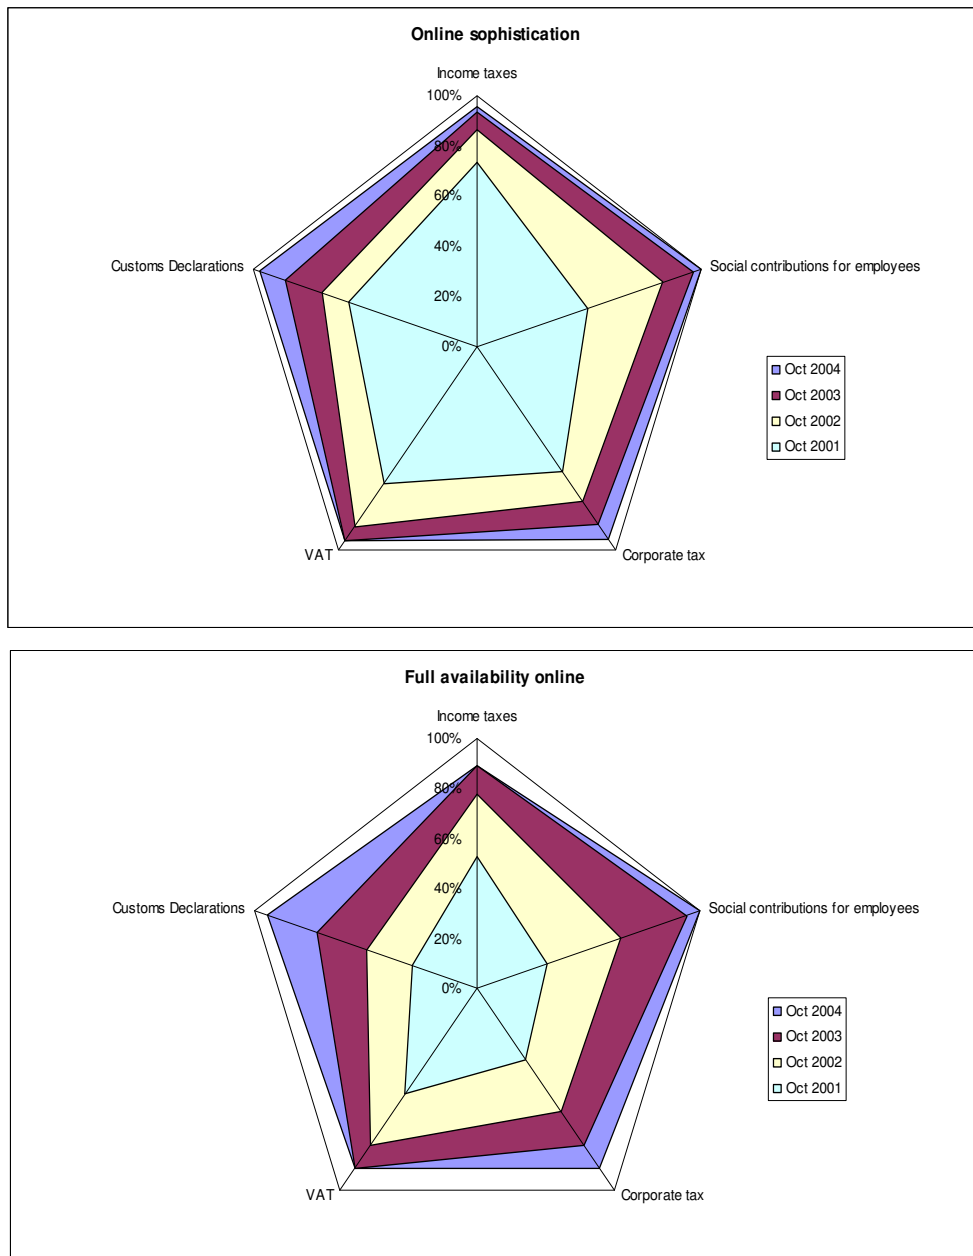 Online sophistication
Income taxes
100%
80%
60%
40%
20%
0%
Customs Declarations
Social contributions for employees
VAT
Corporate tax
Oct 2004
Oct 2003
Oct 2002
Oct 2001
Full availability online
Income taxes
100%
80%
60%
40%
20%
0%
Customs Declarations
Social contributions for employees
VAT
Corporate tax
Oct 2004
Oct 2003
Oct 2002
Oct 2001